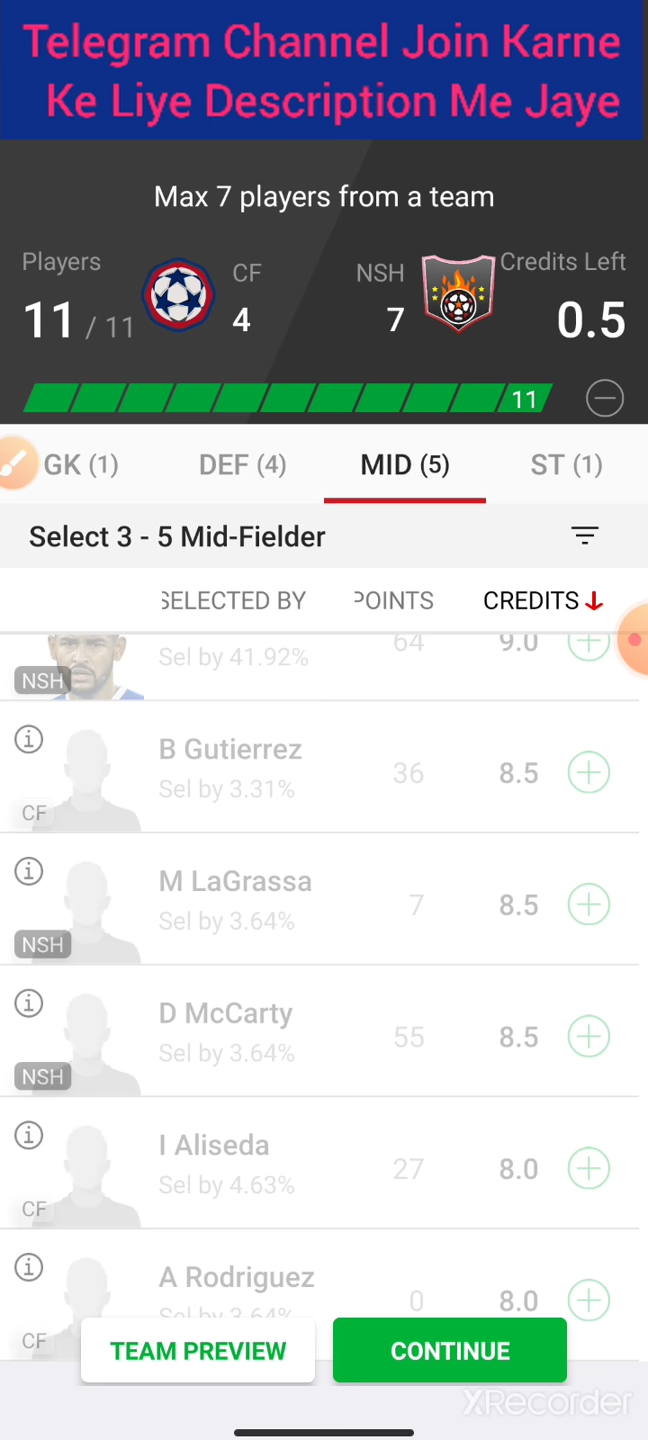 Telegram Channel Join Karne
Ke Liye Description Me Jaye
Max 7 players from a team
Players
11 / 11
CF
4
NSH
7
Credits Left
0.5
11
GK (1)
DEF (4)
MID (5)
ST (1)
Select 3 - 5 Mid-Fielder
SELECTED BY
POINTS
CREDITS
NSH
Sel by 41.92%
64
9.0
B Gutierrez
Sel by 3.31%
CF
36
8.5
M LaGrassa
Sel by 3.64%
NSH
7
8.5
D McCarty
Sel by 3.64%
NSH
55
8.5
I Aliseda
Sel by 4.63%
CF
27
8.0
A Rodriguez
Sel by 3.64%
CF
0
8.0
TEAM PREVIEW
CONTINUE
XRecorder